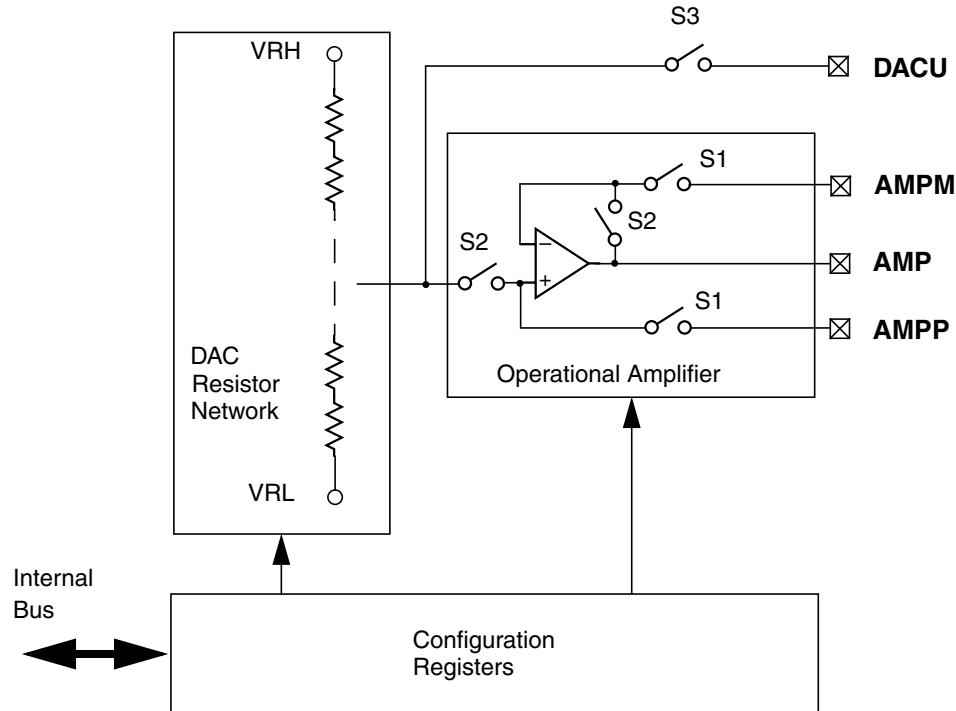 S3
VRH
DACU
S1
AMPM
S2
S2
−
AMP
+
S1
AMPP
DAC
Resistor
Network
Operational Amplifier
VRL
Internal
Bus
Configuration
Registers